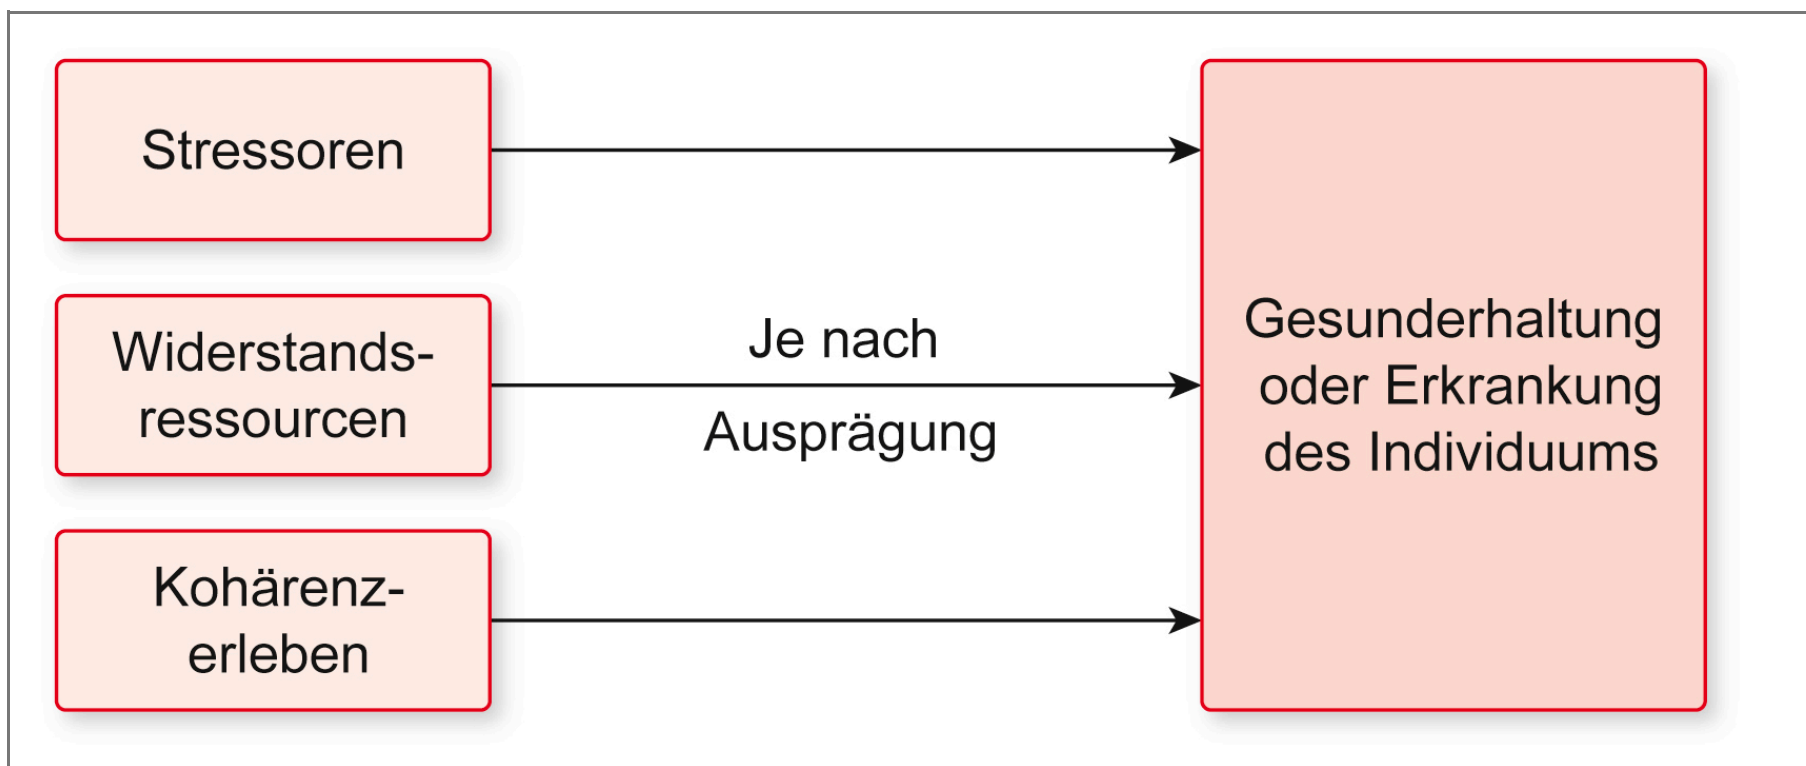 Stressoren
Widerstands-
ressourcen
Kohärenz-
erleben
Je nach
Ausprägung
Gesunderhaltung
oder Erkrankung
des Individuums